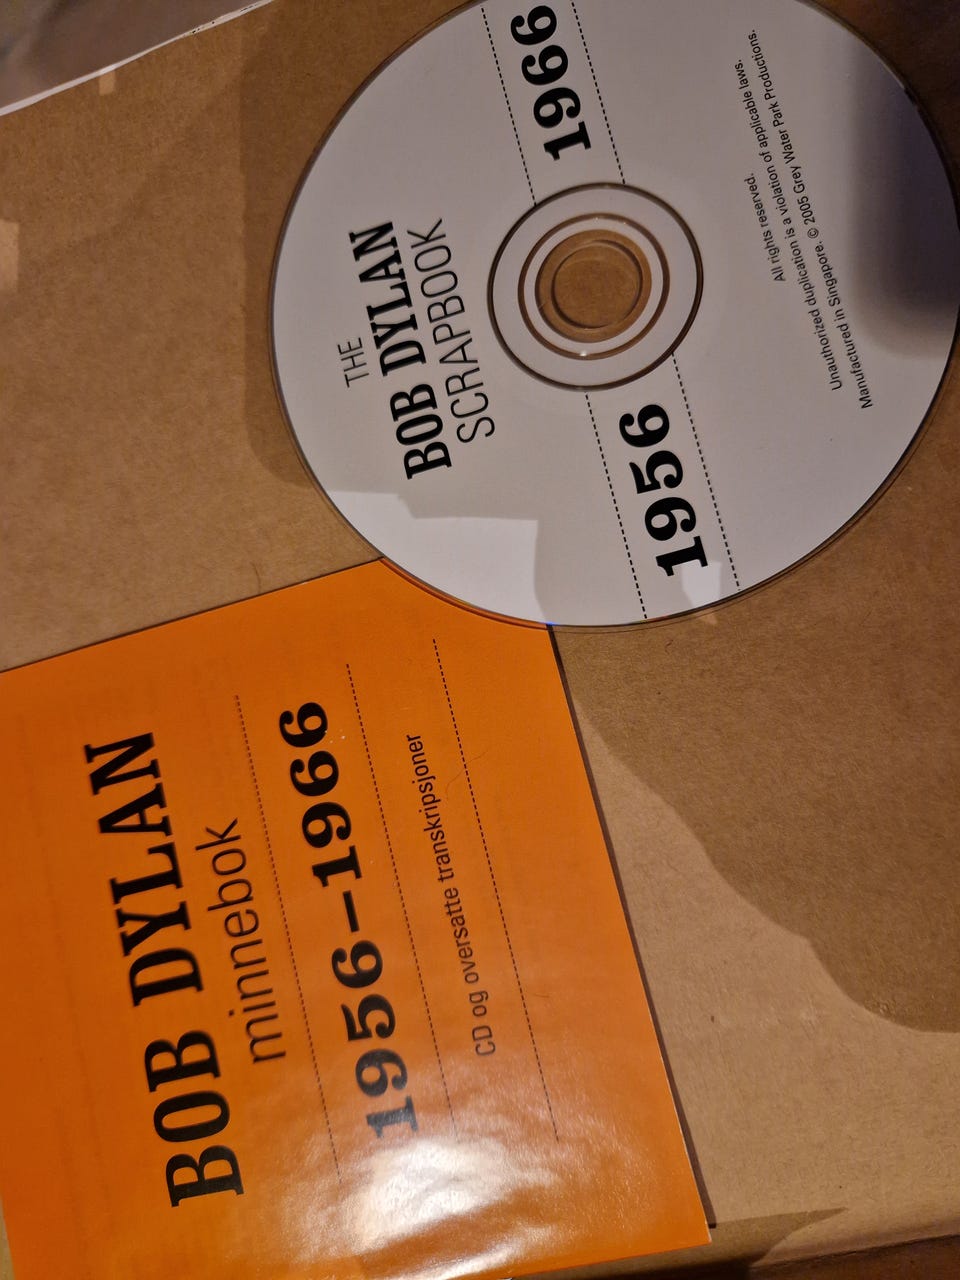 THE
BOB DYLAN
SCRAPBOOK
1956 1966
All rights reserved.
Unauthorized duplication is a violation of applicable laws.
Manufactured in Singapore. © 2005 Grey Water Park Productions.
BOB DYLAN
minnebok
1956–1966
CD og oversatte transkripsjoner